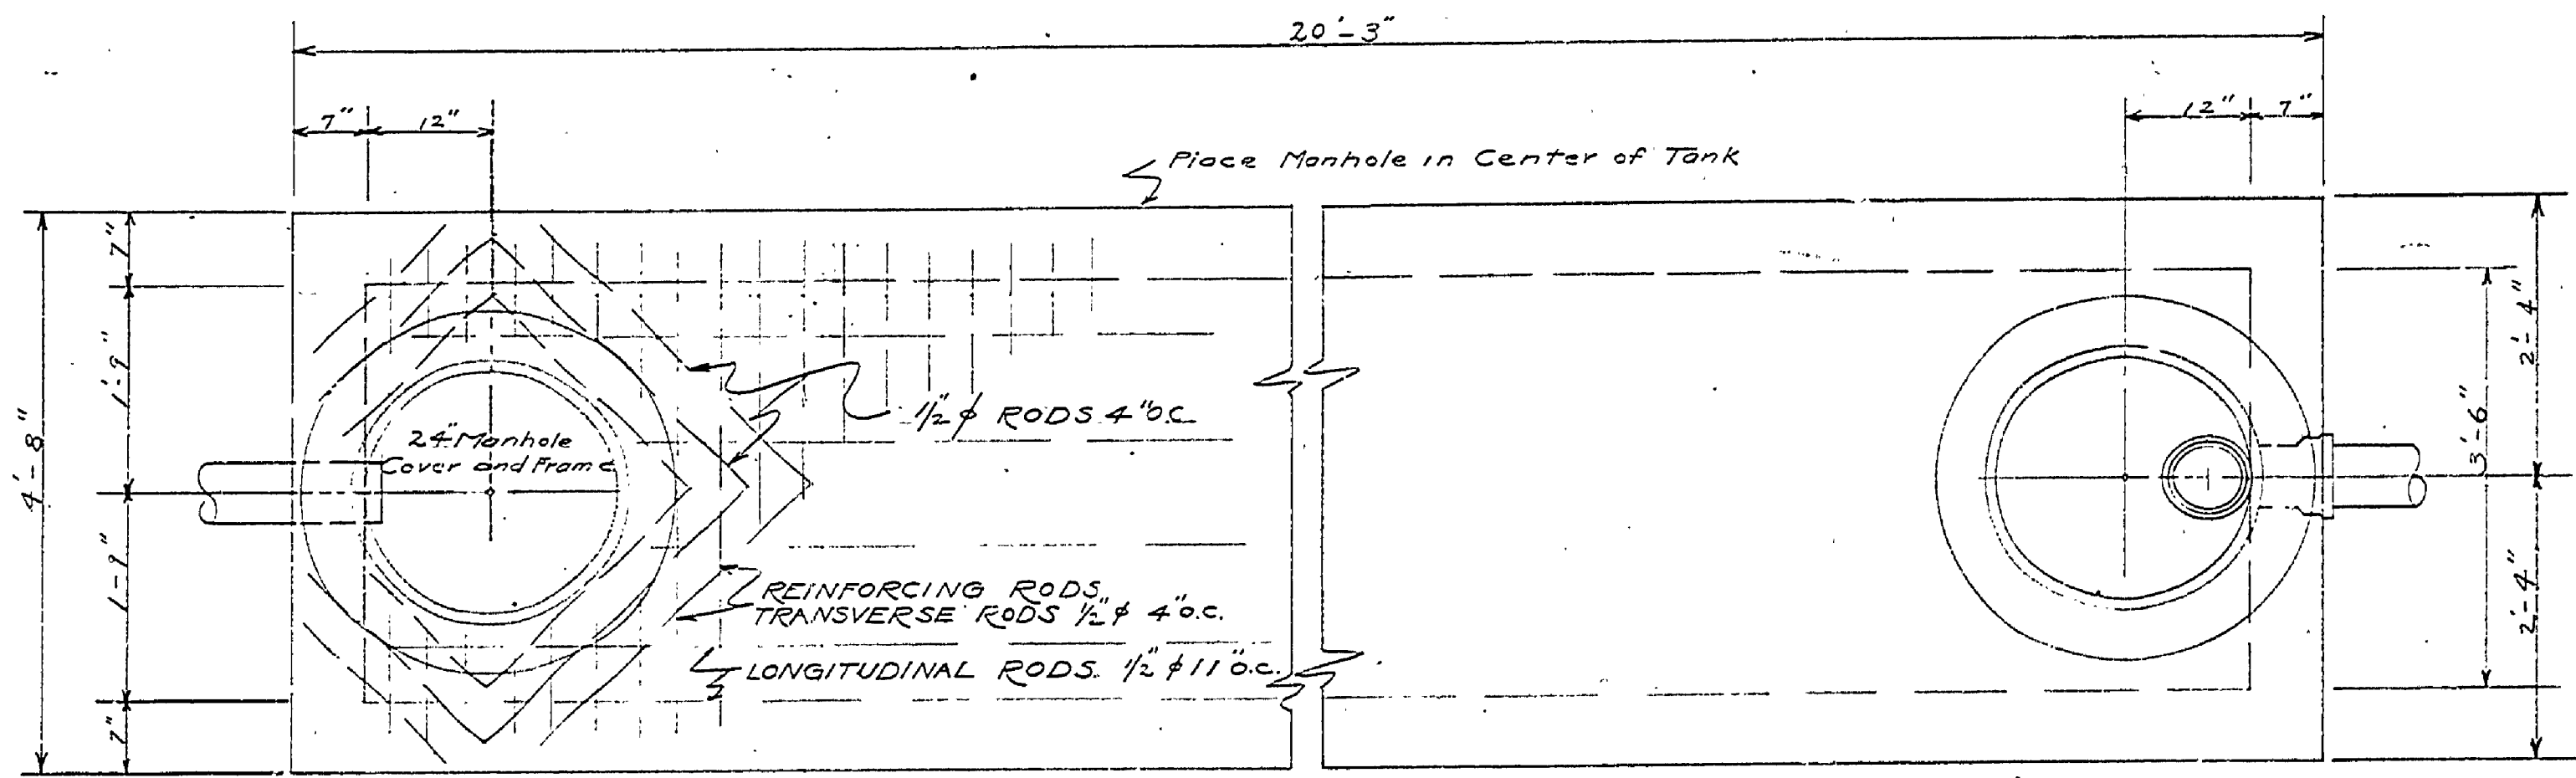 20'-3"
7" 12"
12" 7"
Place Manhole in Center of Tank
7"
1'-9"
4'-8"
1'-9"
7"
24" Manhole
Cover and Frame
1/2" φ RODS 4" O.C.
REINFORCING RODS
TRANSVERSE RODS 1/2" φ 4" O.C.
LONGITUDINAL RODS. 1/2" φ 11" O.C.
2'-4"
3'-6"
2'-4"